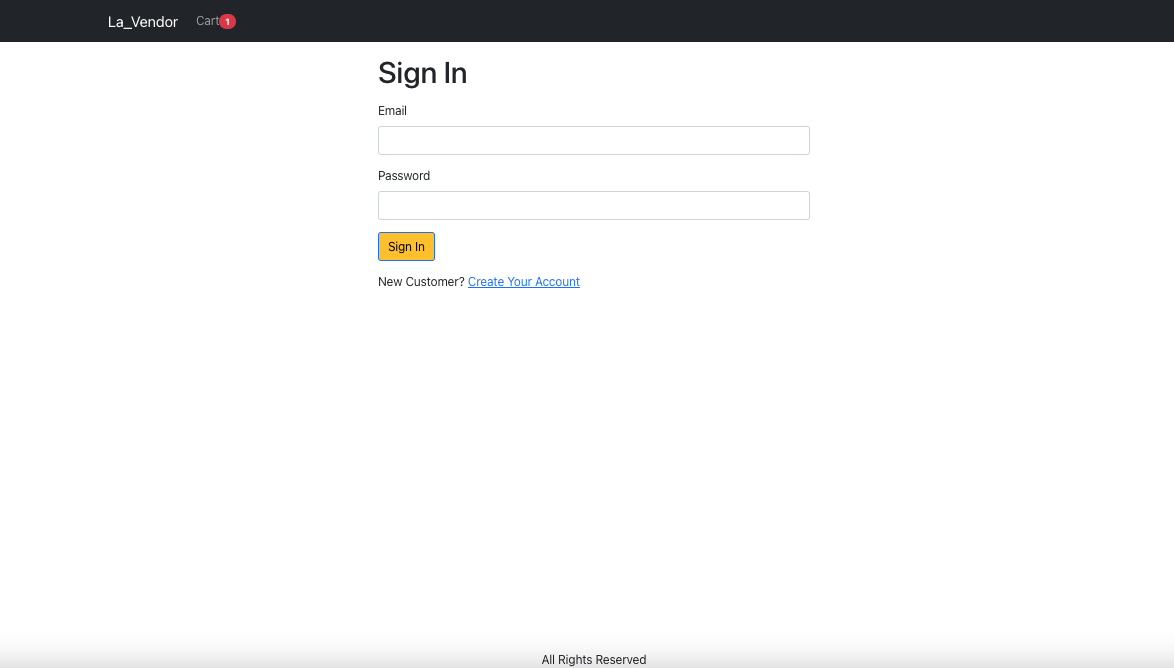 La_Vendor Cart 1
Sign In
Email
Password
Sign In
New Customer? Create Your Account
All Rights Reserved